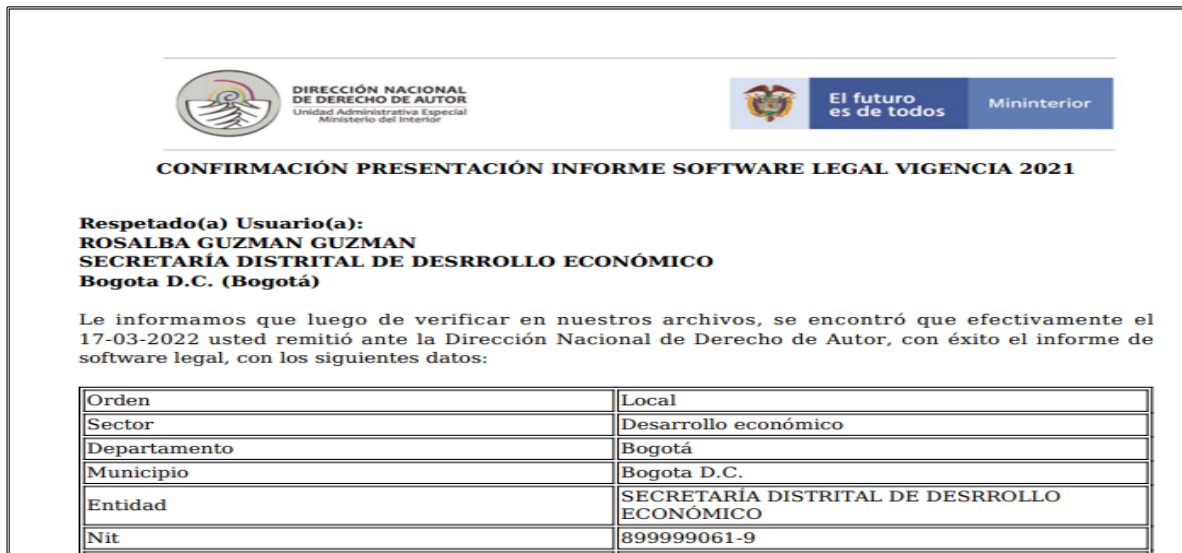 DIRECCIÓN NACIONAL
DE DERECHO DE AUTOR
Unidad Administrativa Especial
Ministerio del Interior
El futuro
es de todos
Mininterior
CONFIRMACIÓN PRESENTACIÓN INFORME SOFTWARE LEGAL VIGENCIA 2021
Respetado(a) Usuario(a):
ROSALBA GUZMAN GUZMAN
SECRETARÍA DISTRITAL DE DESRROLLO ECONÓMICO
Bogota D.C. (Bogotá)
Le informamos que luego de verificar en nuestros archivos, se encontró que efectivamente el
17-03-2022 usted remitió ante la Dirección Nacional de Derecho de Autor, con éxito el informe de
software legal, con los siguientes datos:
Orden Local
Sector Desarrollo económico
Departamento Bogotá
Municipio Bogota D.C.
Entidad SECRETARÍA DISTRITAL DE DESRROLLO
ECONÓMICO
Nit 899999061-9